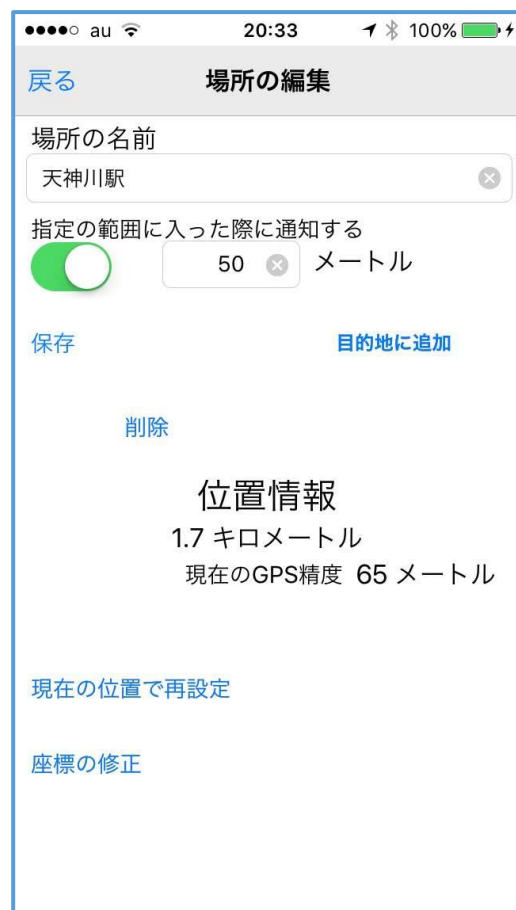 au 20:33 100%
戻る 場所の編集
場所の名前
天神川駅
指定の範囲に入った際に通知する
50 メートル
保存 目的地に追加
削除
位置情報
1.7 キロメートル
現在のGPS精度 65 メートル
現在の位置で再設定
座標の修正